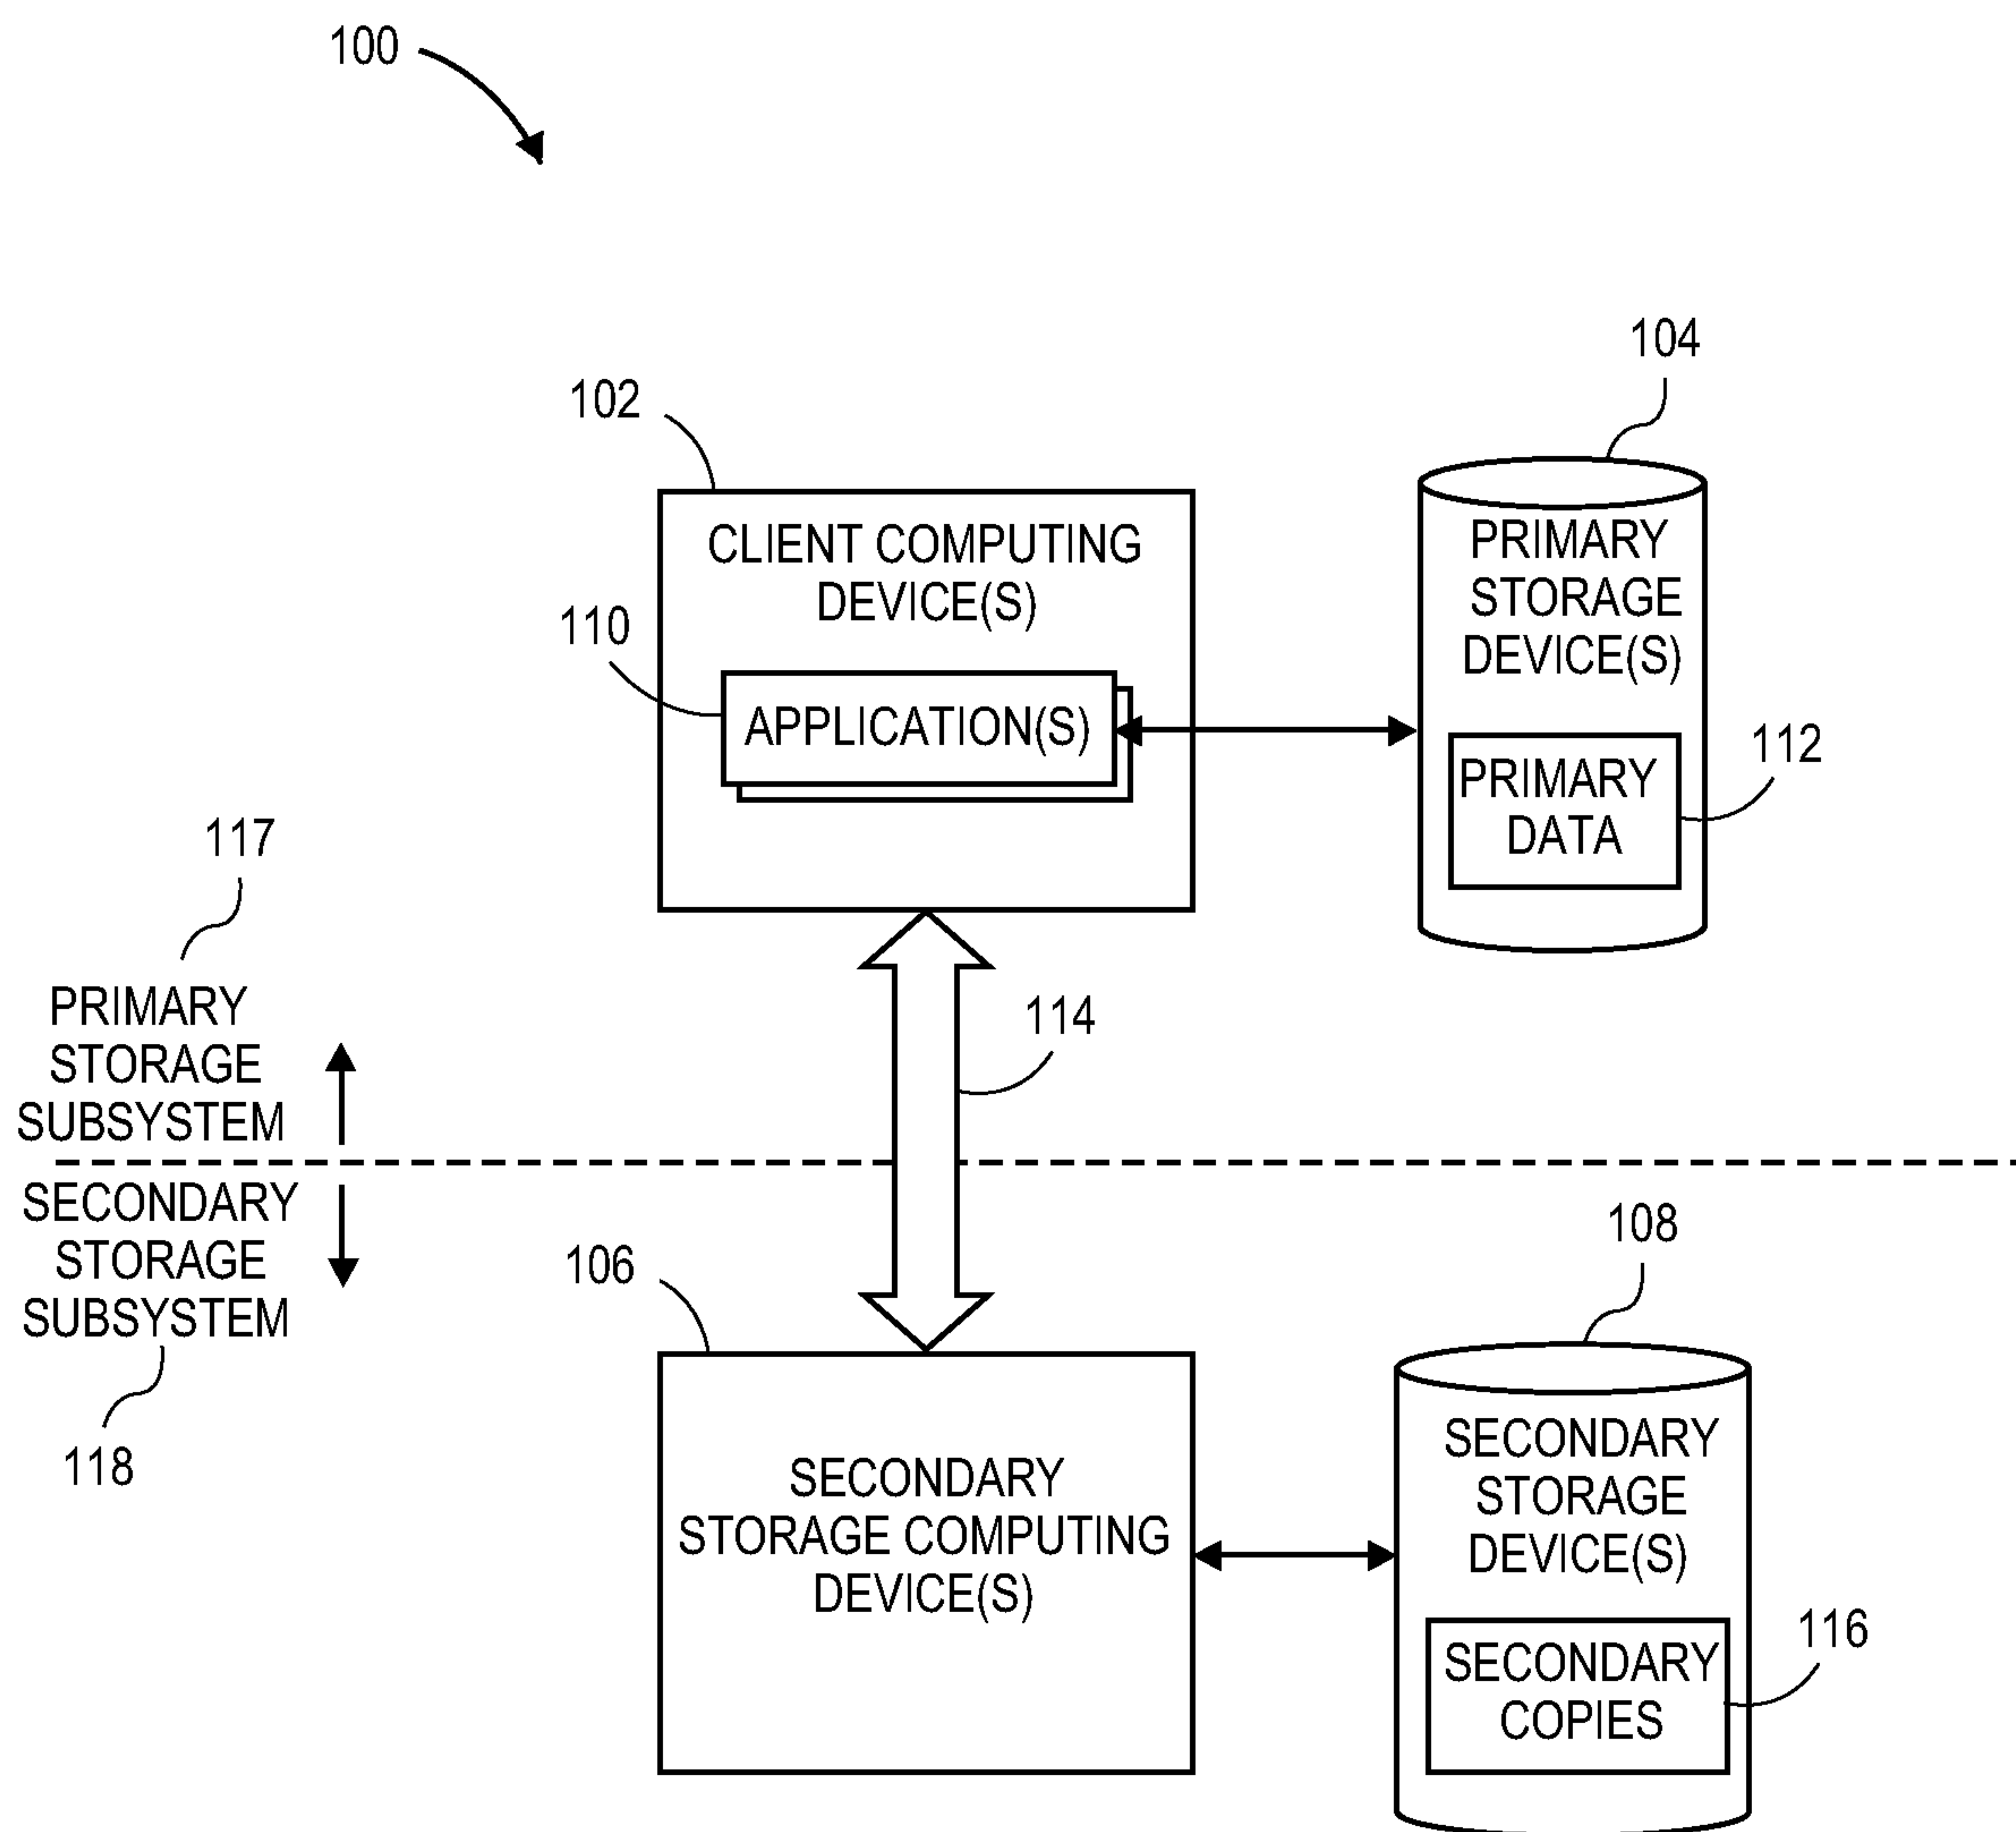 100
104
102
CLIENT COMPUTING
DEVICE(S)
PRIMARY
STORAGE
DEVICE(S)
110
APPLICATION(S)
112
PRIMARY
DATA
117
PRIMARY
STORAGE
SUBSYSTEM
114
SECONDARY
STORAGE
SUBSYSTEM
118
106
108
SECONDARY
STORAGE COMPUTING
DEVICE(S)
SECONDARY
STORAGE
DEVICE(S)
116
SECONDARY
COPIES